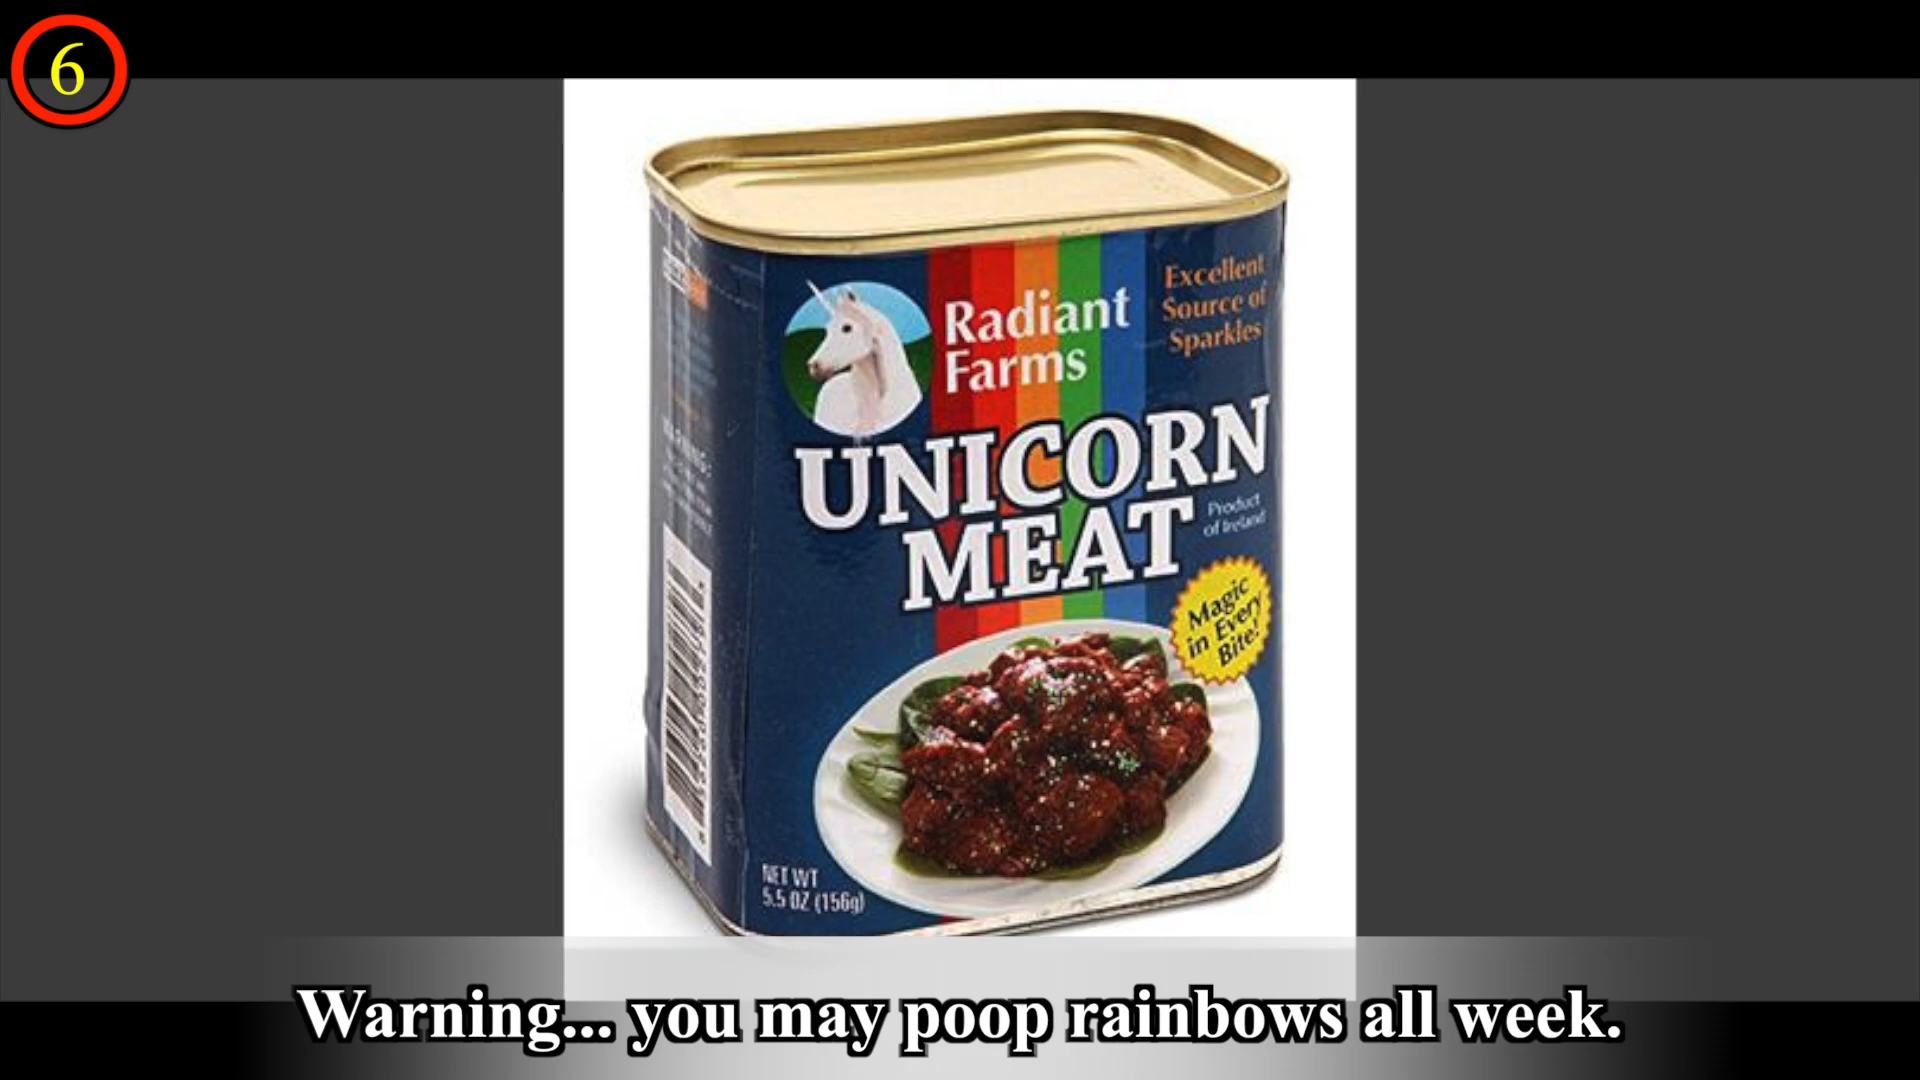 6
Radiant
Farms
Excellent
Source of
Sparkles
UNICORN
MEAT
Product
of Ireland
Magic
in Every
Bite!
NET WT
5.5 OZ (156g)
Warning... you may poop rainbows all week.